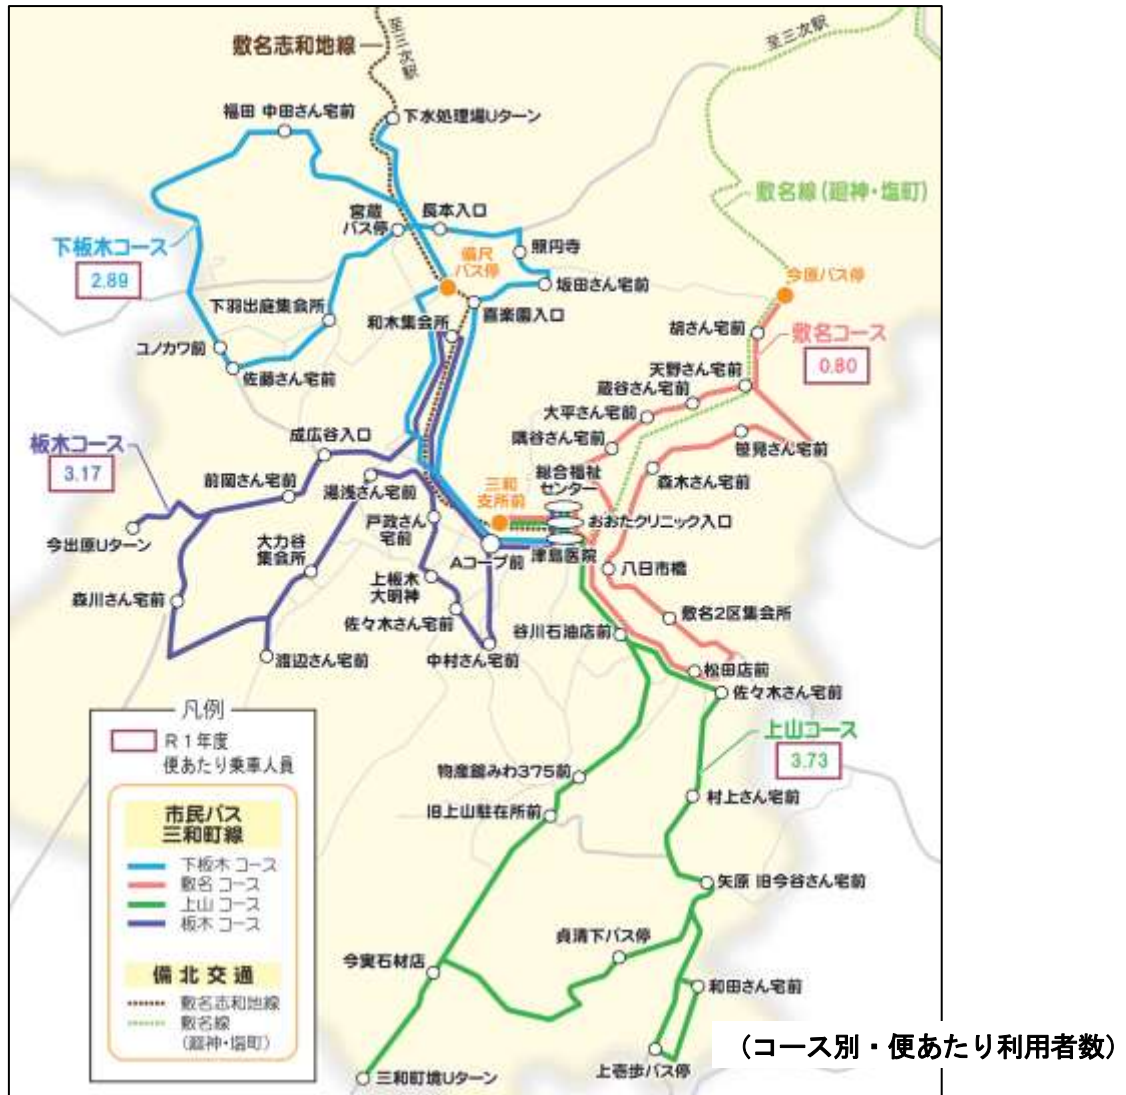 敷名志和地線
至三次駅
至三次駅
福田 中田さん宅前
下水処理場Uターン
敷名線(廻神・塩町)
宮蔵
バス停
長本入口
照円寺
備尺
バス停
坂田さん宅前
今原バス停
下板木コース
2.89
下羽出庭集会所
和木集会所
喜楽園入口
胡さん宅前
敷名コース
0.80
ユノカワ前
佐藤さん宅前
天野さん宅前
蔵谷さん宅前
大平さん宅前
隅谷さん宅前
笹見さん宅前
森木さん宅前
板木コース
3.17
成広谷入口
前岡さん宅前
湯浅さん宅前
今出原Uターン
三和
支所前
総合福祉
センター
おおたクリニック入口
戸政さん
宅前
Aコープ前
津島医院
大力谷
集会所
八日市橋
上板木
大明神
森川さん宅前
佐々木さん宅前
敷名2区集会所
谷川石油店前
渡辺さん宅前
中村さん宅前
松田店前
佐々木さん宅前
上山コース
3.73
物産館みわ375前
旧上山駐在所前
村上さん宅前
矢原 旧今谷さん宅前
貞清下バス停
今実石材店
和田さん宅前
上壱歩バス停
三和町境Uターン
凡例
R1年度
便あたり乗車人員
市民バス
三和町線
下板木 コース
敷名 コース
上山 コース
板木 コース
備北交通
敷名志和地線
敷名線
(廻神・塩町)
(コース別・便あたり利用者数)